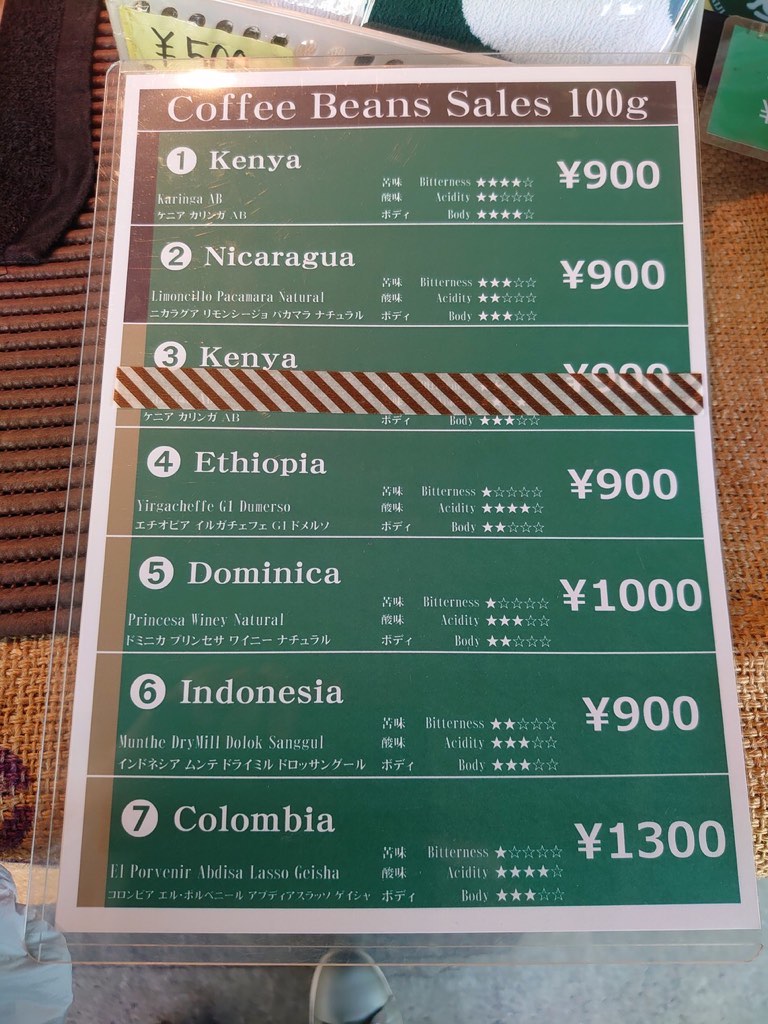 ¥500
Coffee Beans Sales 100g
❶ Kenya ¥900
苦味 Bitterness ★★★★☆
Karinga AB 酸味 Acidity ★★☆☆☆
ケニア カリンガ AB ボディ Body ★★★★☆
❷ Nicaragua ¥900
苦味 Bitterness ★★★☆☆
Limoncillo Pacamara Natural 酸味 Acidity ★★☆☆☆
ニカラグア リモンシージョ パカマラ ナチュラル ボディ Body ★★★☆☆
❸ Kenya ¥900
ケニア カリンガ AB ボディ Body ★★★☆☆
❹ Ethiopia ¥900
苦味 Bitterness ★☆☆☆☆
Yirgacheffe G1 Dumerso 酸味 Acidity ★★★★☆
エチオピア イルガチェフェ G1 ドメルソ ボディ Body ★★☆☆☆
❺ Dominica ¥1000
苦味 Bitterness ★☆☆☆☆
Princesa Winey Natural 酸味 Acidity ★★★☆☆
ドミニカ プリンセサ ワイニー ナチュラル ボディ Body ★★☆☆☆
❻ Indonesia ¥900
苦味 Bitterness ★★☆☆☆
Munthe DryMill Dolok Sanggul 酸味 Acidity ★★★☆☆
インドネシア ムンテ ドライミル ドロッサングール ボディ Body ★★★☆☆
❼ Colombia ¥1300
苦味 Bitterness ★☆☆☆☆
El Porvenir Abdisa Lasso Geisha 酸味 Acidity ★★★★☆
コロンビア エル・ポルベニール アブディアスラッソ ゲイシャ ボディ Body ★★★☆☆
¥